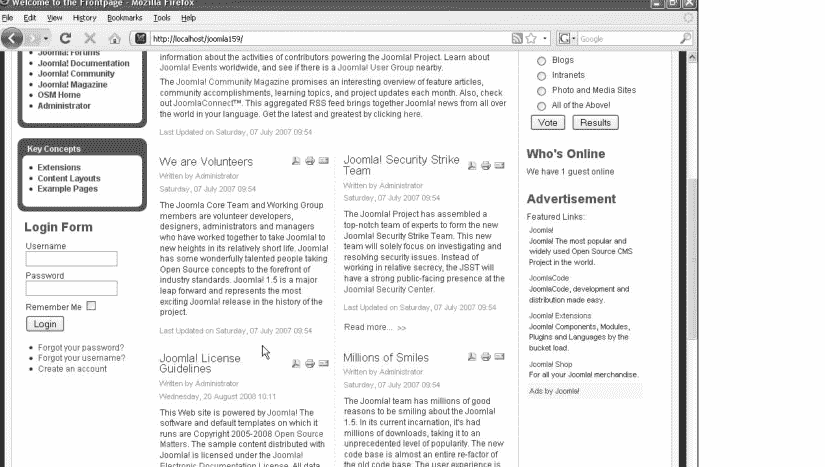 Welcome to the Frontpage - Mozilla Firefox
File Edit View History Bookmarks Tools Help
http://localhost/joomla159/
Google
Joomla! Forums
Joomla! Documentation
Joomla! Community
Joomla! Magazine
OSM Home
Administrator
Key Concepts
Extensions
Content Layouts
Example Pages
Login Form
Username
Password
Remember Me
Login
Forgot your password?
Forgot your username?
Create an account
information about the activities of contributors powering the Joomla! Project. Learn about
Joomla! Events worldwide, and see if there is a Joomla! User Group nearby.
The Joomla! Community Magazine promises an interesting overview of feature articles,
community accomplishments, learning topics, and project updates each month. Also, check
out JoomlaConnect™. This aggregated RSS feed brings together Joomla! news from all over
the world in your language. Get the latest and greatest by clicking here.
Last Updated on Saturday, 07 July 2007 09:54
We are Volunteers
Written by Administrator
Saturday, 07 July 2007 09:54
The Joomla Core Team and Working Group
members are volunteer developers,
designers, administrators and managers
who have worked together to take Joomla! to
new heights in its relatively short life. Joomla!
has some wonderfully talented people taking
Open Source concepts to the forefront of
industry standards. Joomla! 1.5 is a major
leap forward and represents the most
exciting Joomla! release in the history of the
project.
Last Updated on Saturday, 07 July 2007 09:54
Joomla! Security Strike
Team
Written by Administrator
Saturday, 07 July 2007 09:54
The Joomla! Project has assembled a
top-notch team of experts to form the new
Joomla! Security Strike Team. This new
team will solely focus on investigating and
resolving security issues. Instead of
working in relative secrecy, the JSST will
have a strong public-facing presence at the
Joomla! Security Center.
Last Updated on Saturday, 07 July 2007 09:54
Read more... >>
Joomla! License
Guidelines
Written by Administrator
Wednesday, 20 August 2008 10:11
This Web site is powered by Joomla! The
software and default templates on which it
runs are Copyright 2005-2008 Open Source
Matters. The sample content distributed with
Joomla! is licensed under the Joomla!
Electronic Documentation License. All data
Millions of Smiles
Written by Administrator
Saturday, 07 July 2007 09:54
The Joomla! team has millions of good
reasons to be smiling about the Joomla!
1.5. In its current incarnation, it's had
millions of downloads, taking it to an
unprecedented level of popularity. The new
code base is almost an entire re-factor of
the old code base. The user experience is
Blogs
Intranets
Photo and Media Sites
All of the Above!
Vote Results
Who's Online
We have 1 guest online
Advertisement
Featured Links:
Joomla!
Joomla! The most popular and
widely used Open Source CMS
Project in the world.
JoomlaCode
JoomlaCode, development and
distribution made easy.
Joomla! Extensions
Joomla! Components, Modules,
Plugins and Languages by the
bucket load.
Joomla! Shop
For all your Joomla! merchandise.
Ads by Joomla!